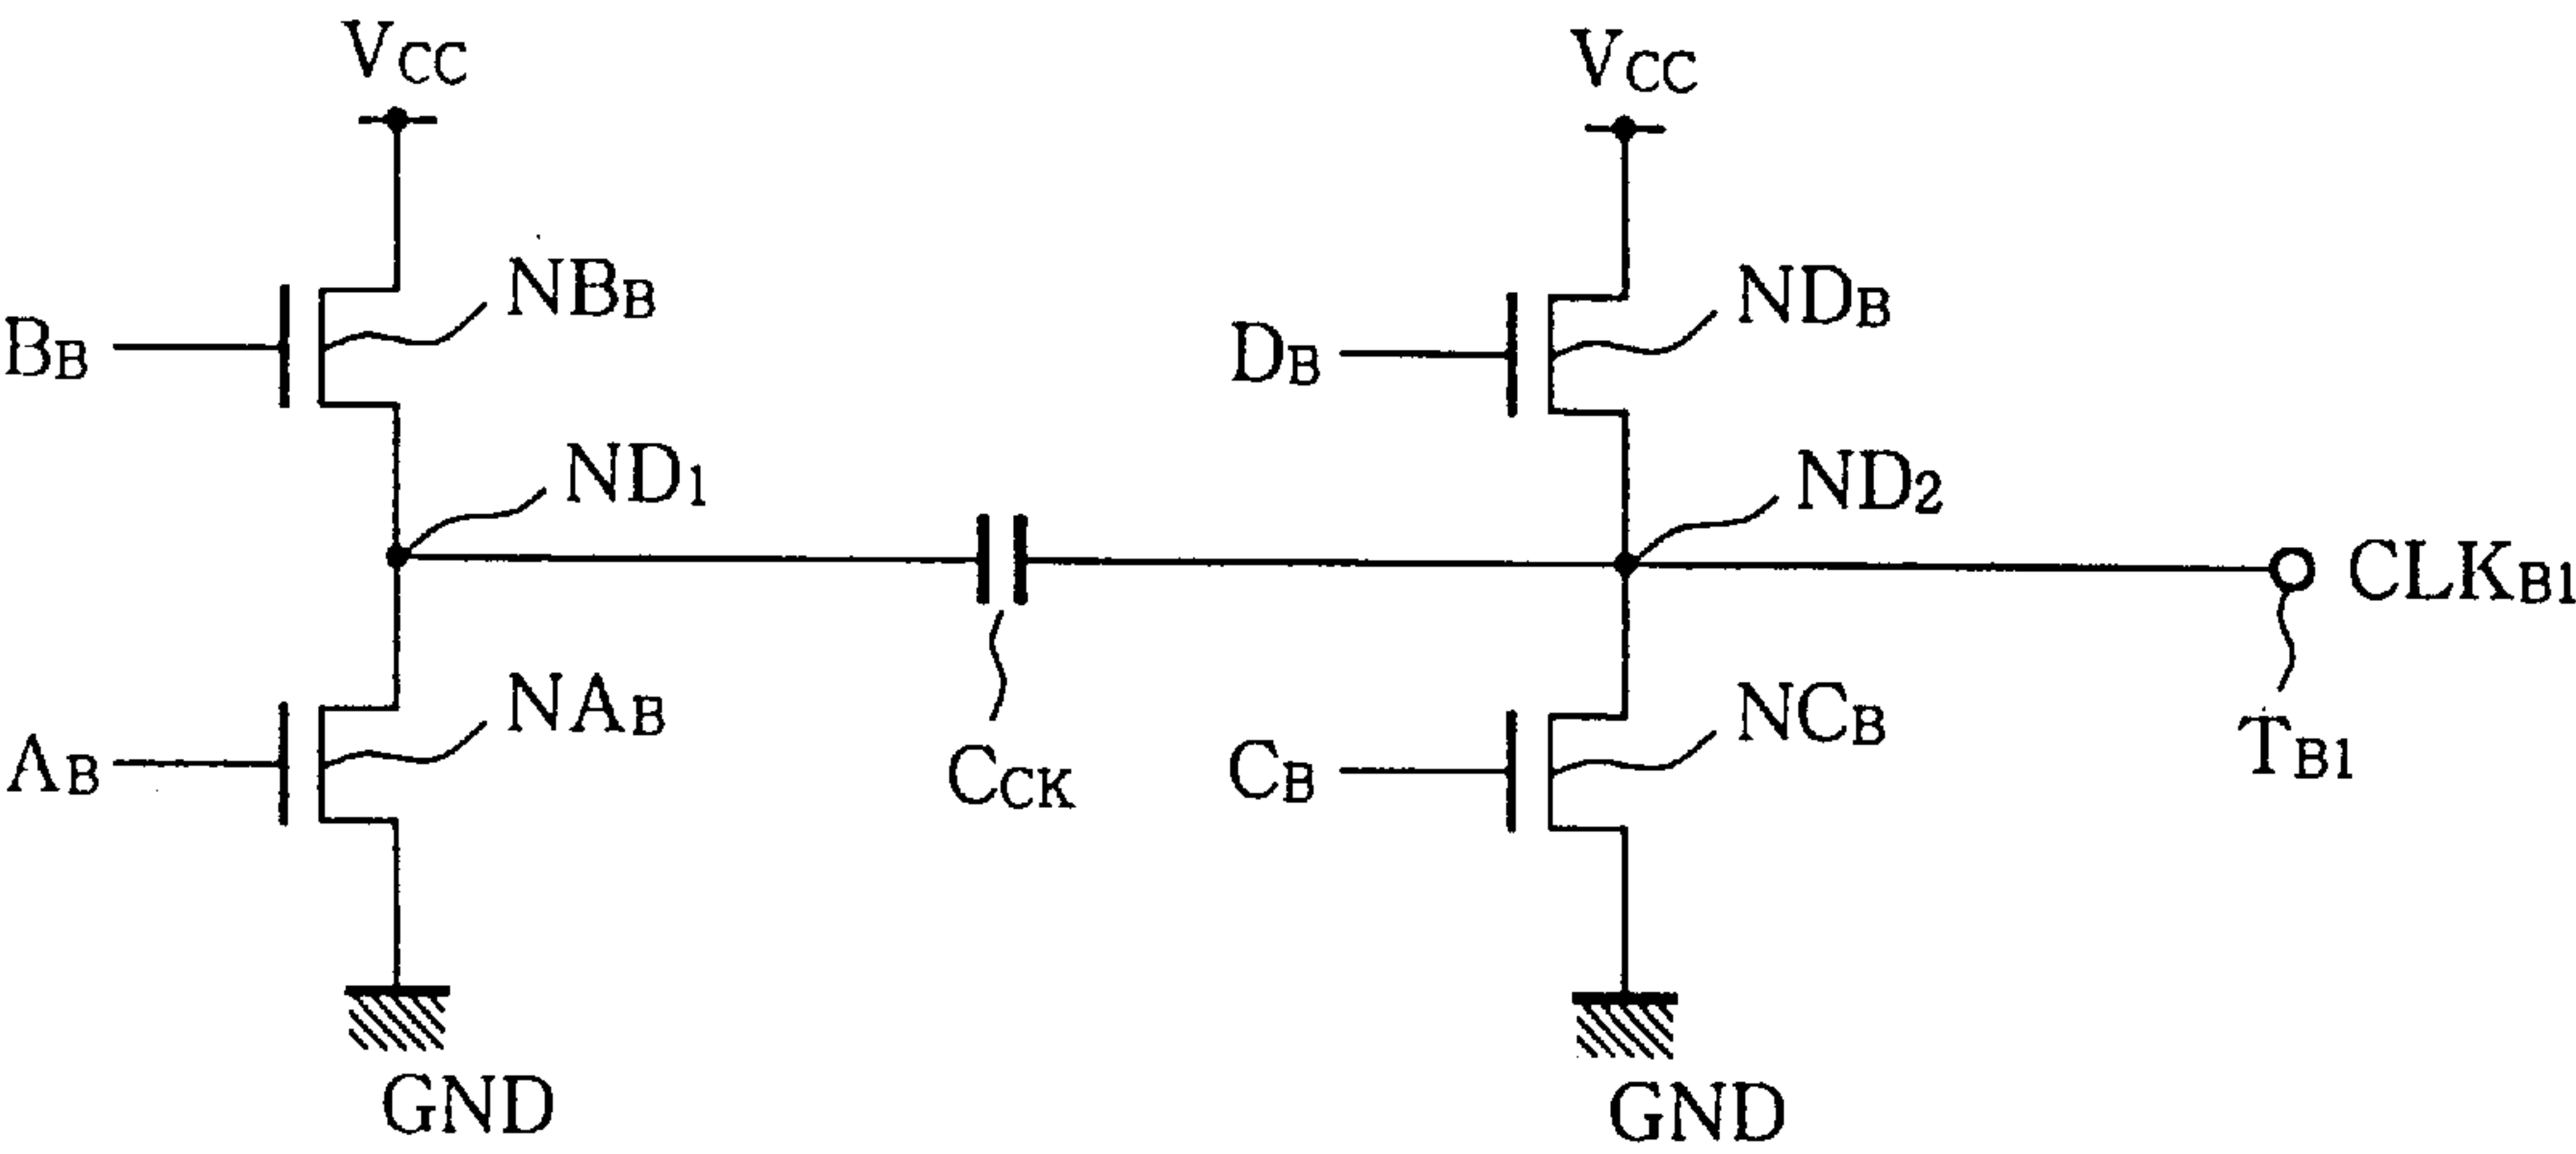 VCC
VCC
NBB
NDB
BB
DB
ND1
ND2
CLKB1
NAB
NCB
AB
CCK
CB
TB1
GND
GND